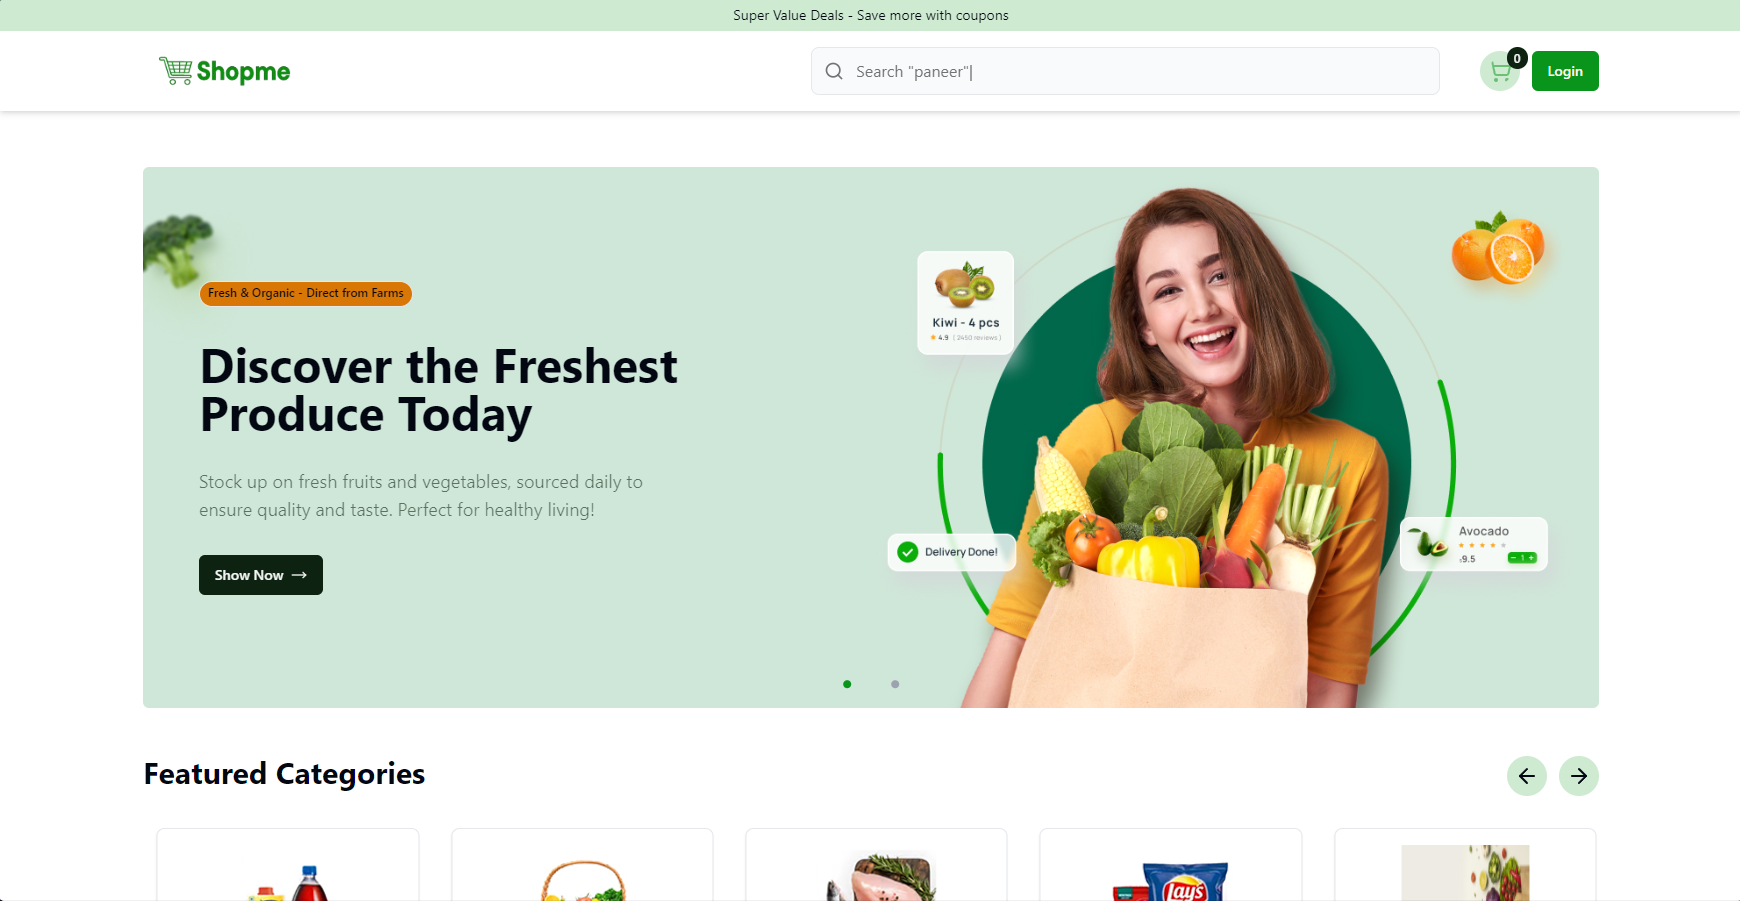 Super Value Deals - Save more with coupons
Shopme
Search "paneer"|
0
Login
Fresh & Organic - Direct from Farms
Discover the Freshest
Produce Today
Stock up on fresh fruits and vegetables, sourced daily to
ensure quality and taste. Perfect for healthy living!
Show Now →
Kiwi - 4 pcs
4.9 (2450 reviews)
Delivery Done!
Avocado
9.5
− 1 +
Featured Categories
Lay's